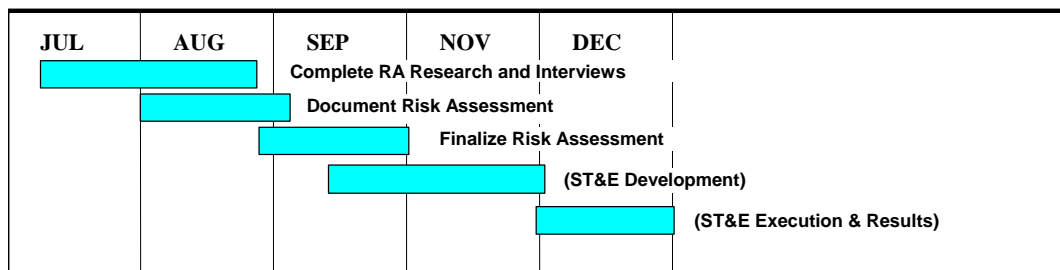 JUL AUG SEP NOV DEC
Complete RA Research and Interviews
Document Risk Assessment
Finalize Risk Assessment
(ST&E Development)
(ST&E Execution & Results)